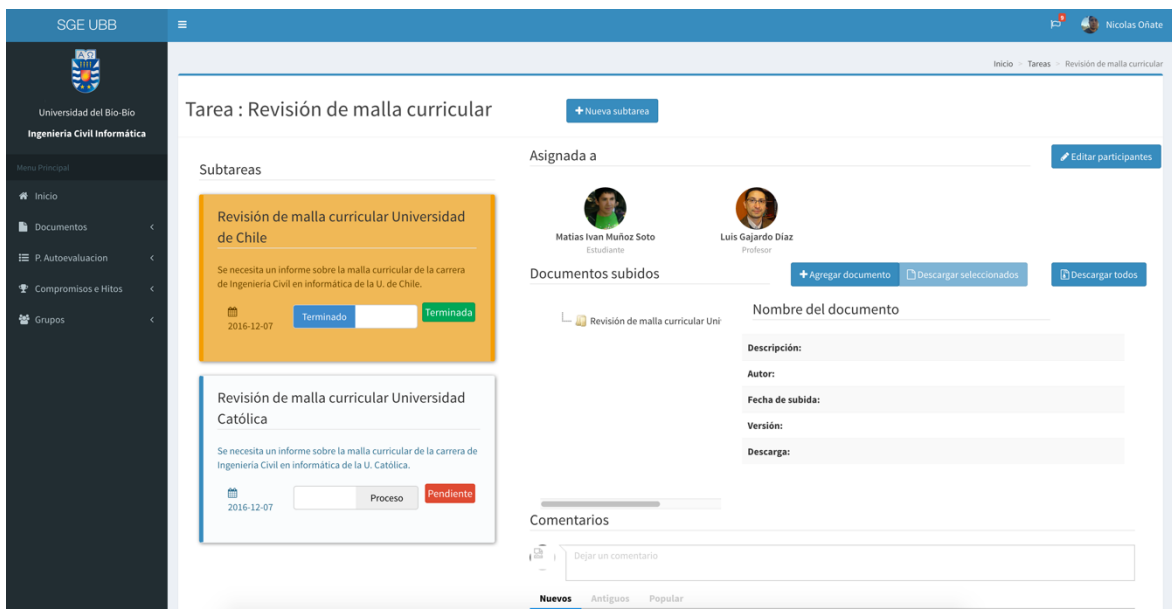 SGE UBB
9
Nicolas Oñate
Inicio > Tareas > Revisión de malla curricular
Universidad del Bio-Bio
Ingeniería Civil Informática
Menu Principal
Inicio
Documentos
P. Autoevaluacion
Compromisos e Hitos
Grupos
Tarea : Revisión de malla curricular
Nueva subtarea
Subtareas
Revisión de malla curricular Universidad
de Chile
Se necesita un informe sobre la malla curricular de la carrera
de Ingeniería Civil en informática de la U. de Chile.
2016-12-07
Terminado
Terminada
Revisión de malla curricular Universidad
Católica
Se necesita un informe sobre la malla curricular de la carrera de
Ingeniería Civil en informática de la U. Católica.
2016-12-07
Proceso
Pendiente
Asignada a
Editar participantes
Matias Ivan Muñoz Soto
Estudiante
Luis Gajardo Díaz
Profesor
Documentos subidos
Agregar documento
Descargar seleccionados
Descargar todos
Revisión de malla curricular Uni
Nombre del documento
Descripción:
Autor:
Fecha de subida:
Versión:
Descarga:
Comentarios
Dejar un comentario
Nuevos Antiguos Popular